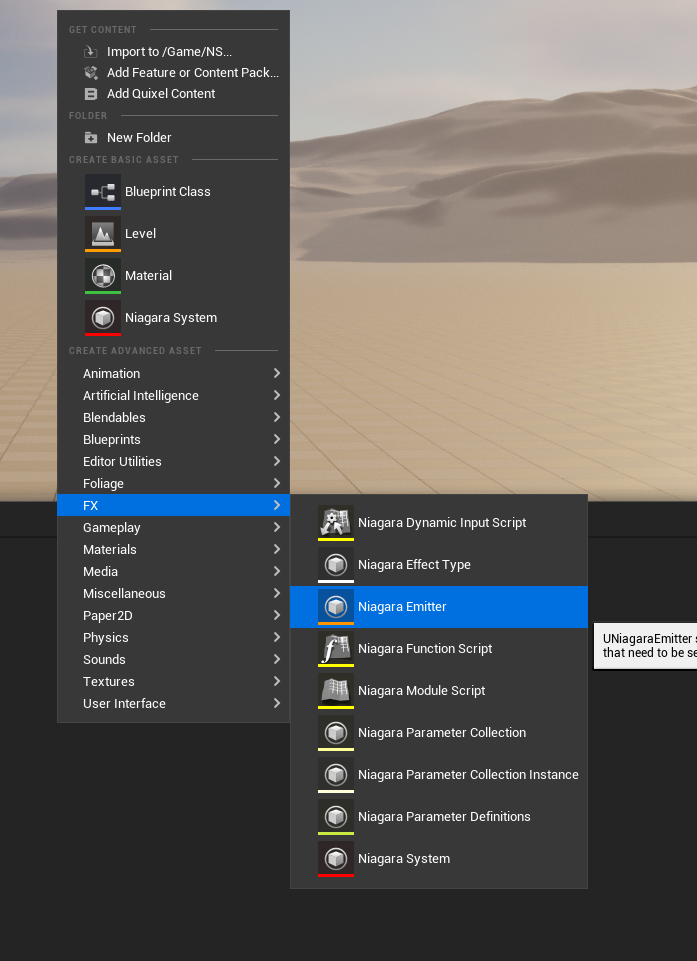 GET CONTENT
Import to /Game/NS...
Add Feature or Content Pack...
Add Quixel Content
FOLDER
New Folder
CREATE BASIC ASSET
Blueprint Class
Level
Material
Niagara System
CREATE ADVANCED ASSET
Animation
Artificial Intelligence
Blendables
Blueprints
Editor Utilities
Foliage
FX
Gameplay
Materials
Media
Miscellaneous
Paper2D
Physics
Sounds
Textures
User Interface
Niagara Dynamic Input Script
Niagara Effect Type
Niagara Emitter
Niagara Function Script
Niagara Module Script
Niagara Parameter Collection
Niagara Parameter Collection Instance
Niagara Parameter Definitions
Niagara System
UNiagaraEmitter
that need to be se